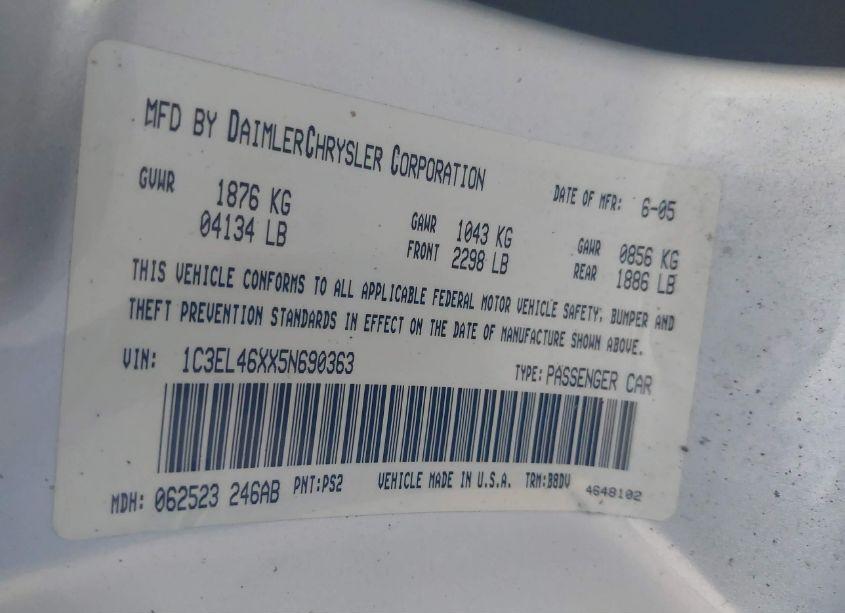 MFD BY DAIMLERCHRYSLER CORPORATION
DATE OF MFR: 6-05
GVWR 1876 KG
04134 LB
GAWR FRONT 1043 KG
2298 LB
GAWR REAR 0856 KG
1886 LB
THIS VEHICLE CONFORMS TO ALL APPLICABLE FEDERAL MOTOR VEHICLE SAFETY, BUMPER AND
THEFT PREVENTION STANDARDS IN EFFECT ON THE DATE OF MANUFACTURE SHOWN ABOVE.
VIN: 1C3EL46XX5N690363
TYPE: PASSENGER CAR
MDH: 062523 246AB PNT:PS2 VEHICLE MADE IN U.S.A. TRM:B8DV 4648102